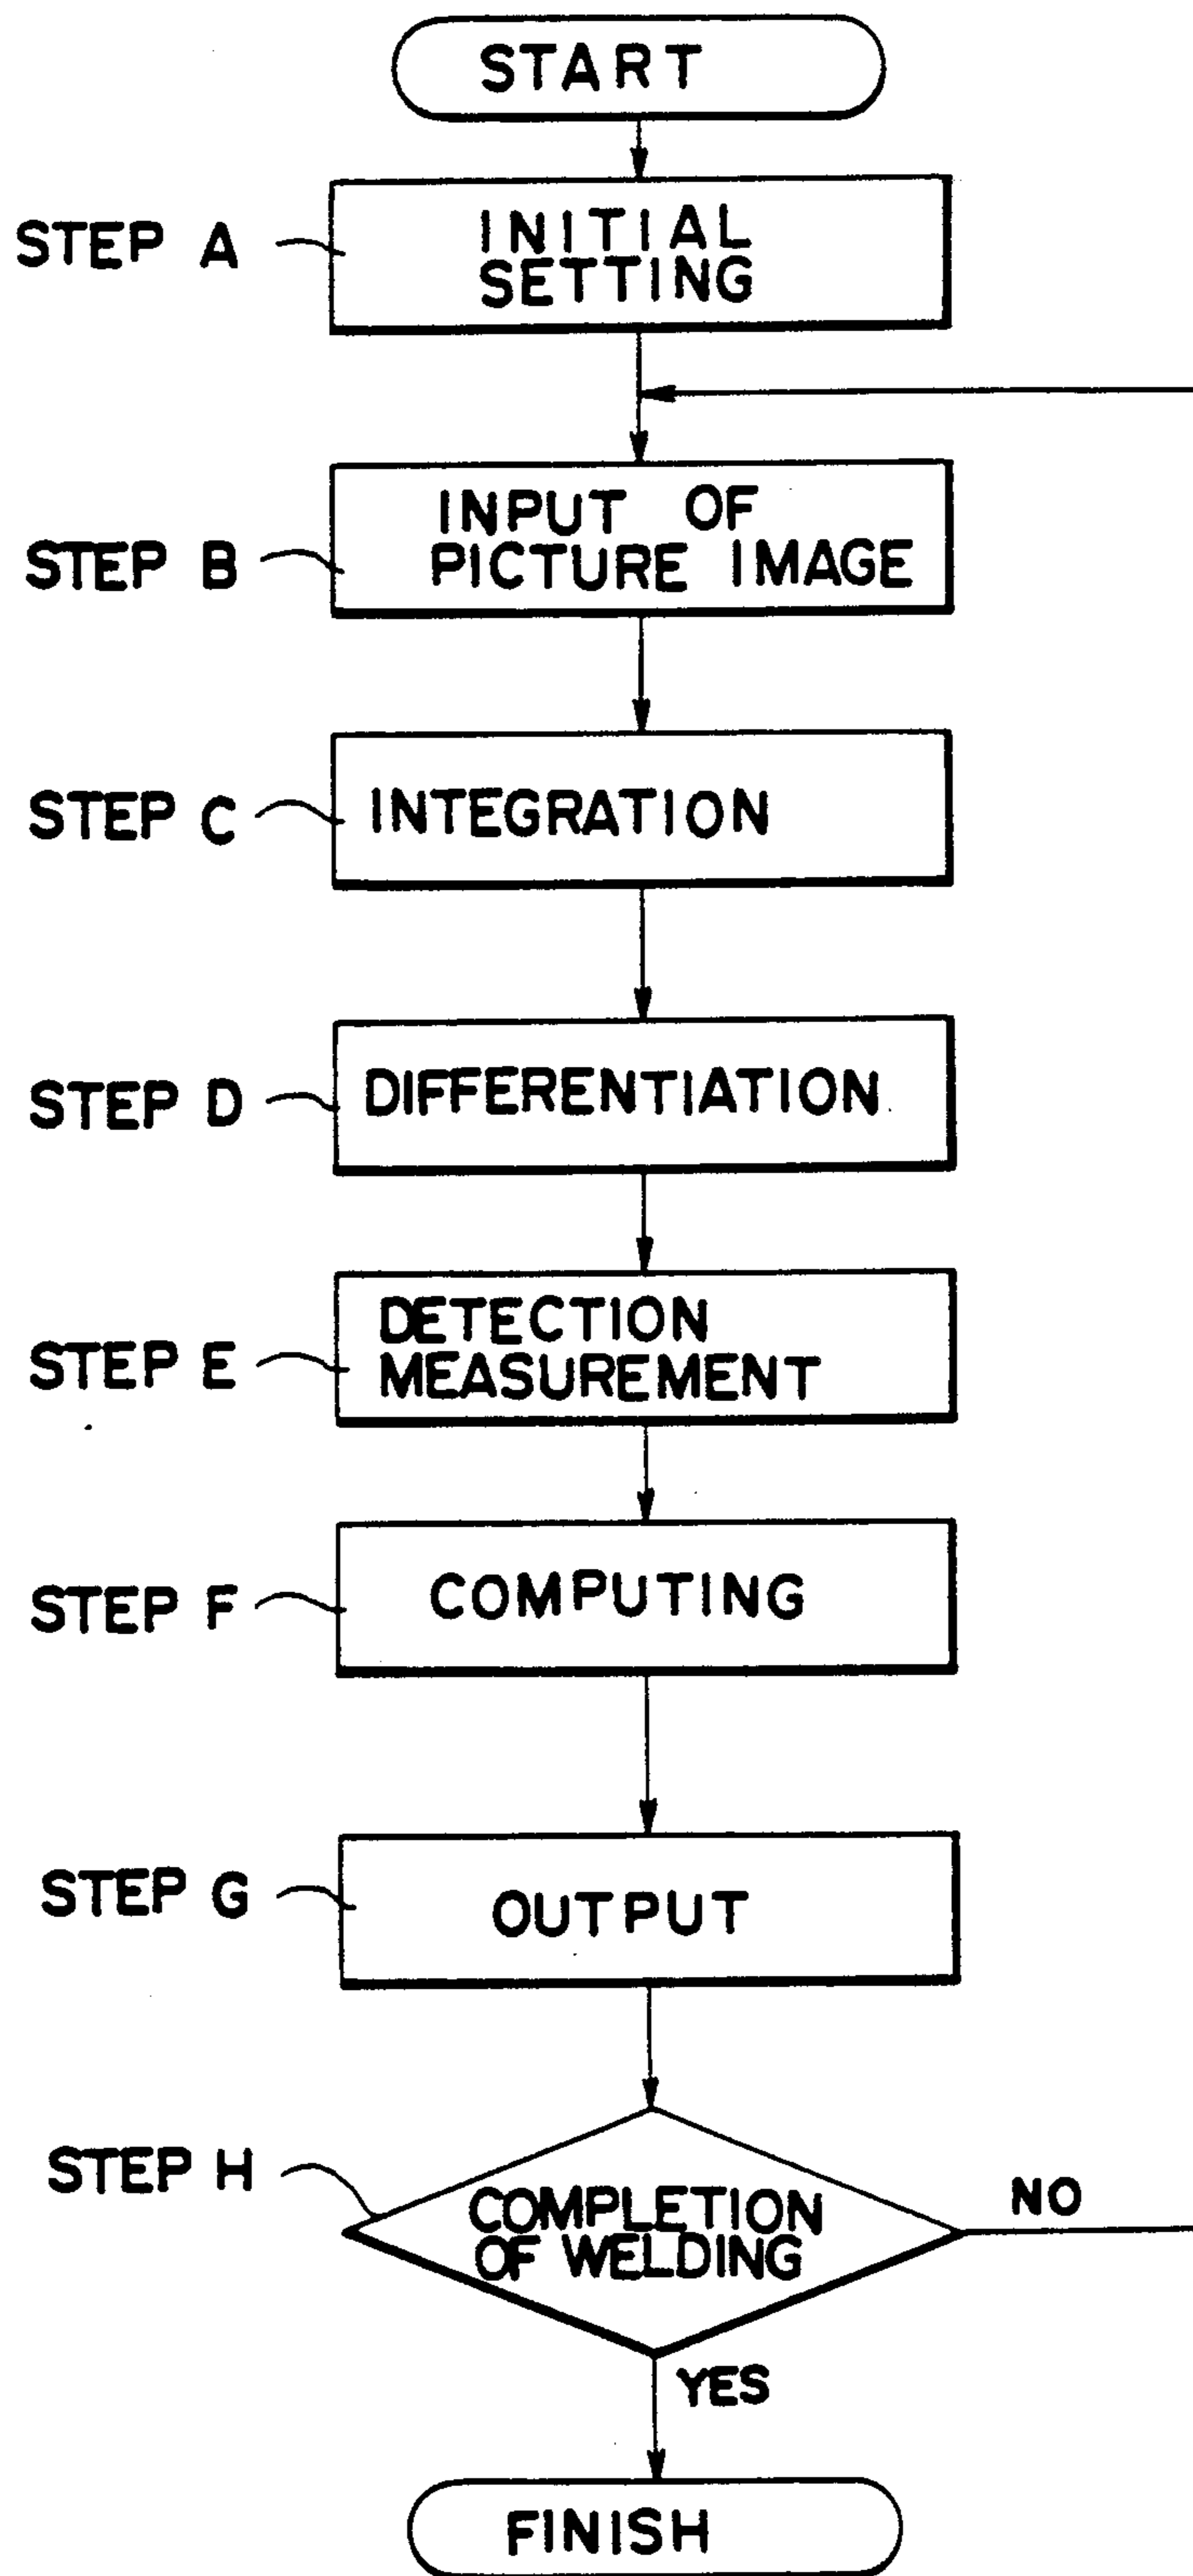 START
STEP A
INITIAL
SETTING
STEP B
INPUT OF
PICTURE IMAGE
STEP C
INTEGRATION
STEP D
DIFFERENTIATION
STEP E
DETECTION
MEASUREMENT
STEP F
COMPUTING
STEP G
OUTPUT
STEP H
COMPLETION
OF WELDING
NO
YES
FINISH